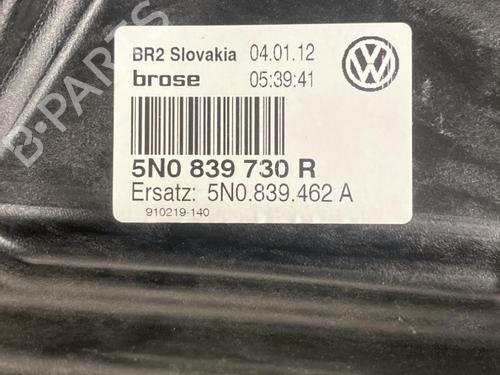 BR2 Slovakia 04.01.12
brose 05:39:41
5N0 839 730 R
Ersatz: 5N0.839.462 A
910219-140
B-PARTS